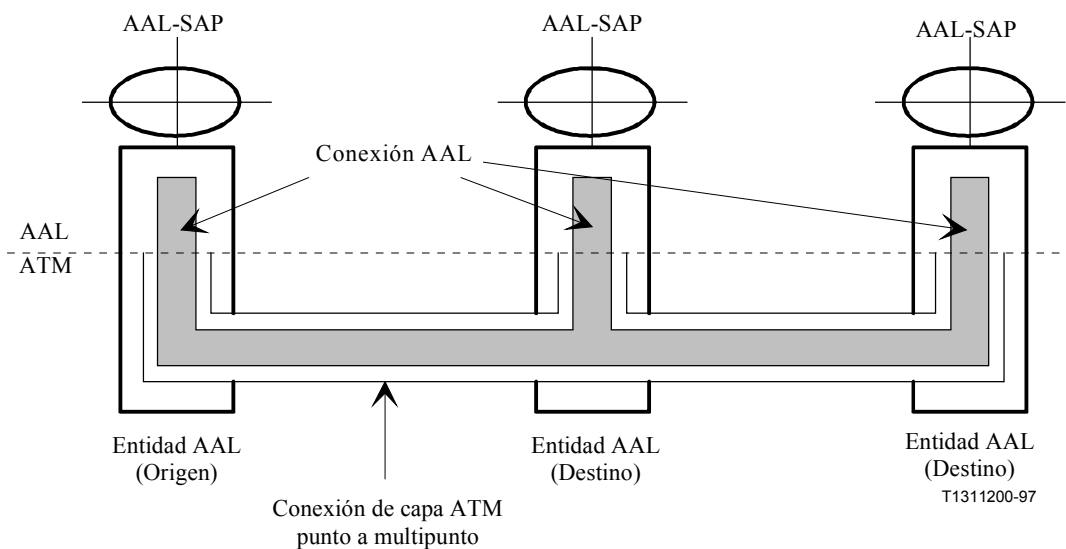 AAL-SAP
AAL-SAP
AAL-SAP
Conexión AAL
AAL
ATM
Entidad AAL
(Origen)
Entidad AAL
(Destino)
Entidad AAL
(Destino)
T1311200-97
Conexión de capa ATM
punto a multipunto